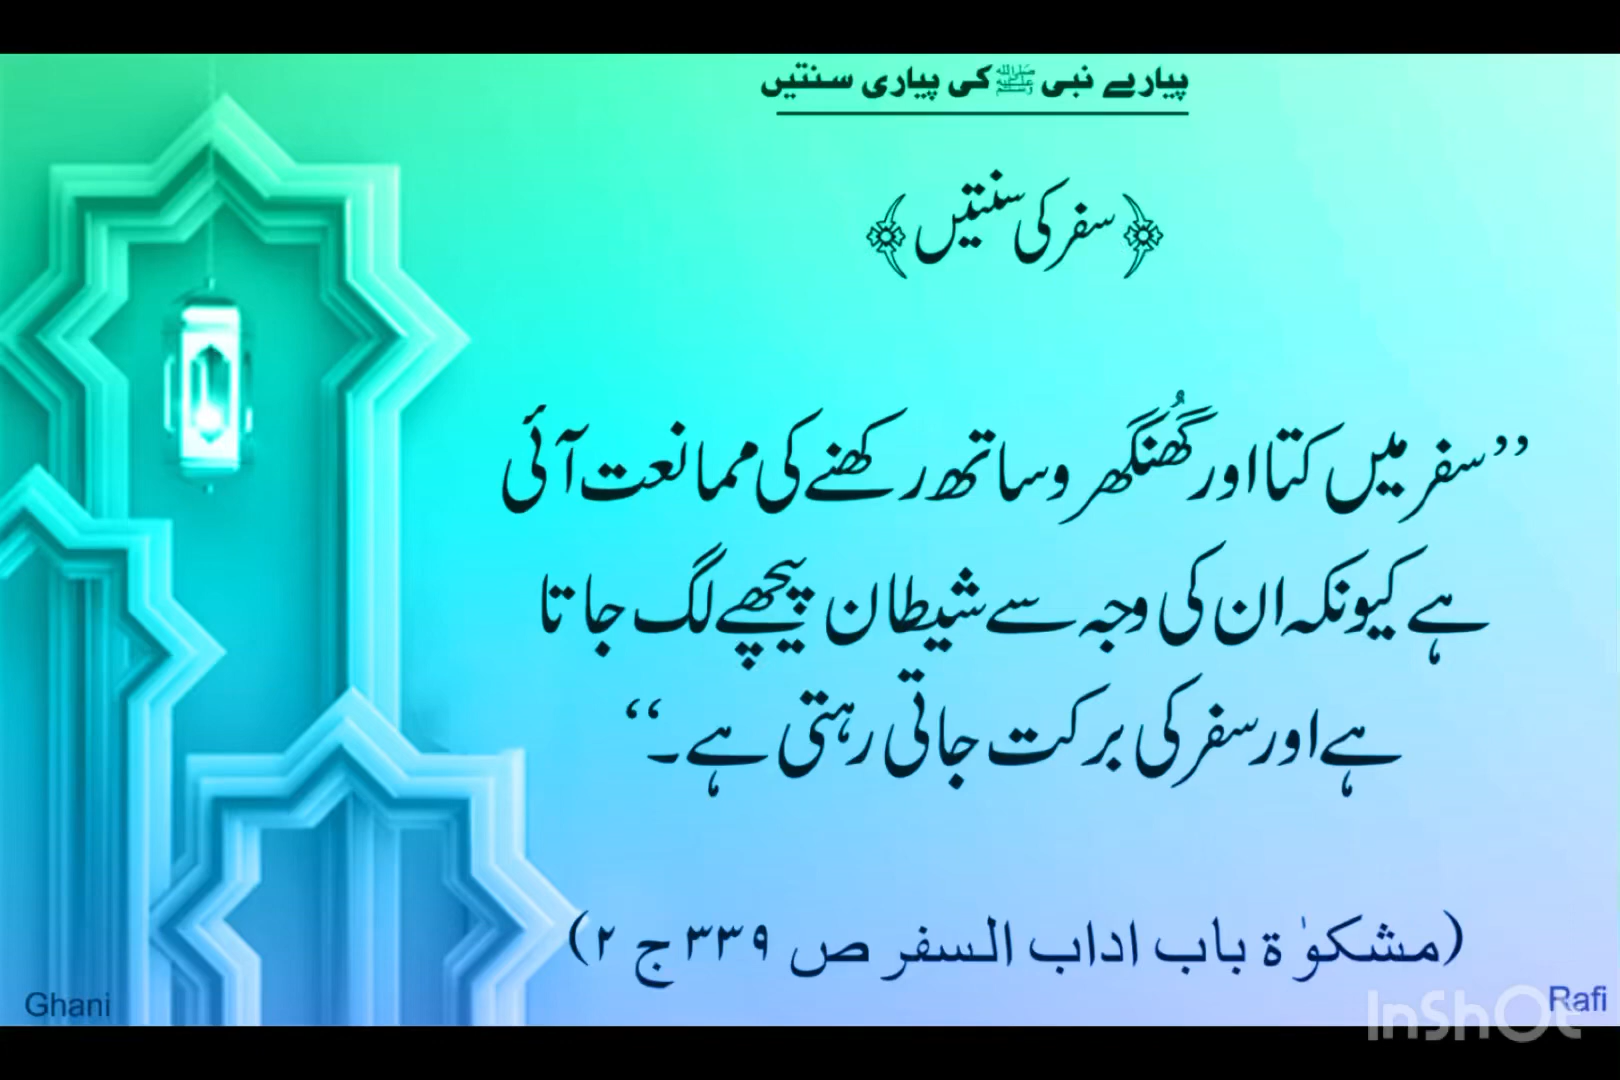 پیارے نبی ﷺ کی پیاری سنتیں
﴿سفر کی سنتیں﴾
’’سفر میں کتا اور گھُنگھرو ساتھ رکھنے کی ممانعت آئی
ہے کیونکہ ان کی وجہ سے شیطان پیچھے لگ جاتا
ہے اور سفر کی برکت جاتی رہتی ہے۔‘‘
(مشکوٰۃ باب اداب السفر ص ۳۳۹ ج ۲)
Ghani
Rafi
InShOt